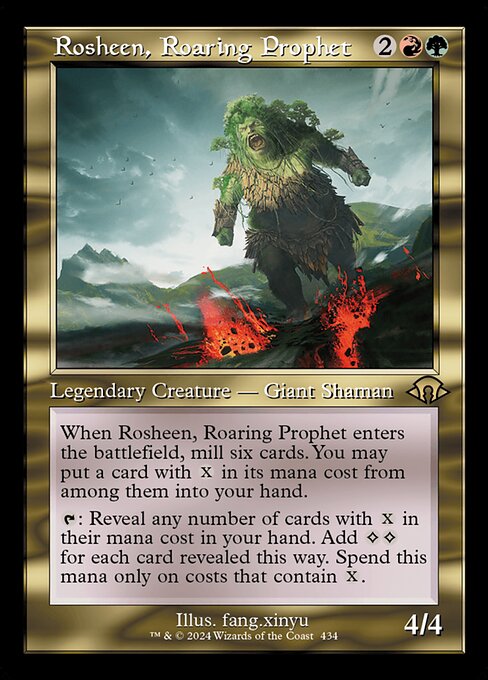 Rosheen, Roaring Prophet 2
Legendary Creature — Giant Shaman
When Rosheen, Roaring Prophet enters
the battlefield, mill six cards. You may
put a card with X in its mana cost from
among them into your hand.
: Reveal any number of cards with X in
their mana cost in your hand. Add
for each card revealed this way. Spend this
mana only on costs that contain X.
Illus. fang.xinyu
™ & © 2024 Wizards of the Coast 434
4/4